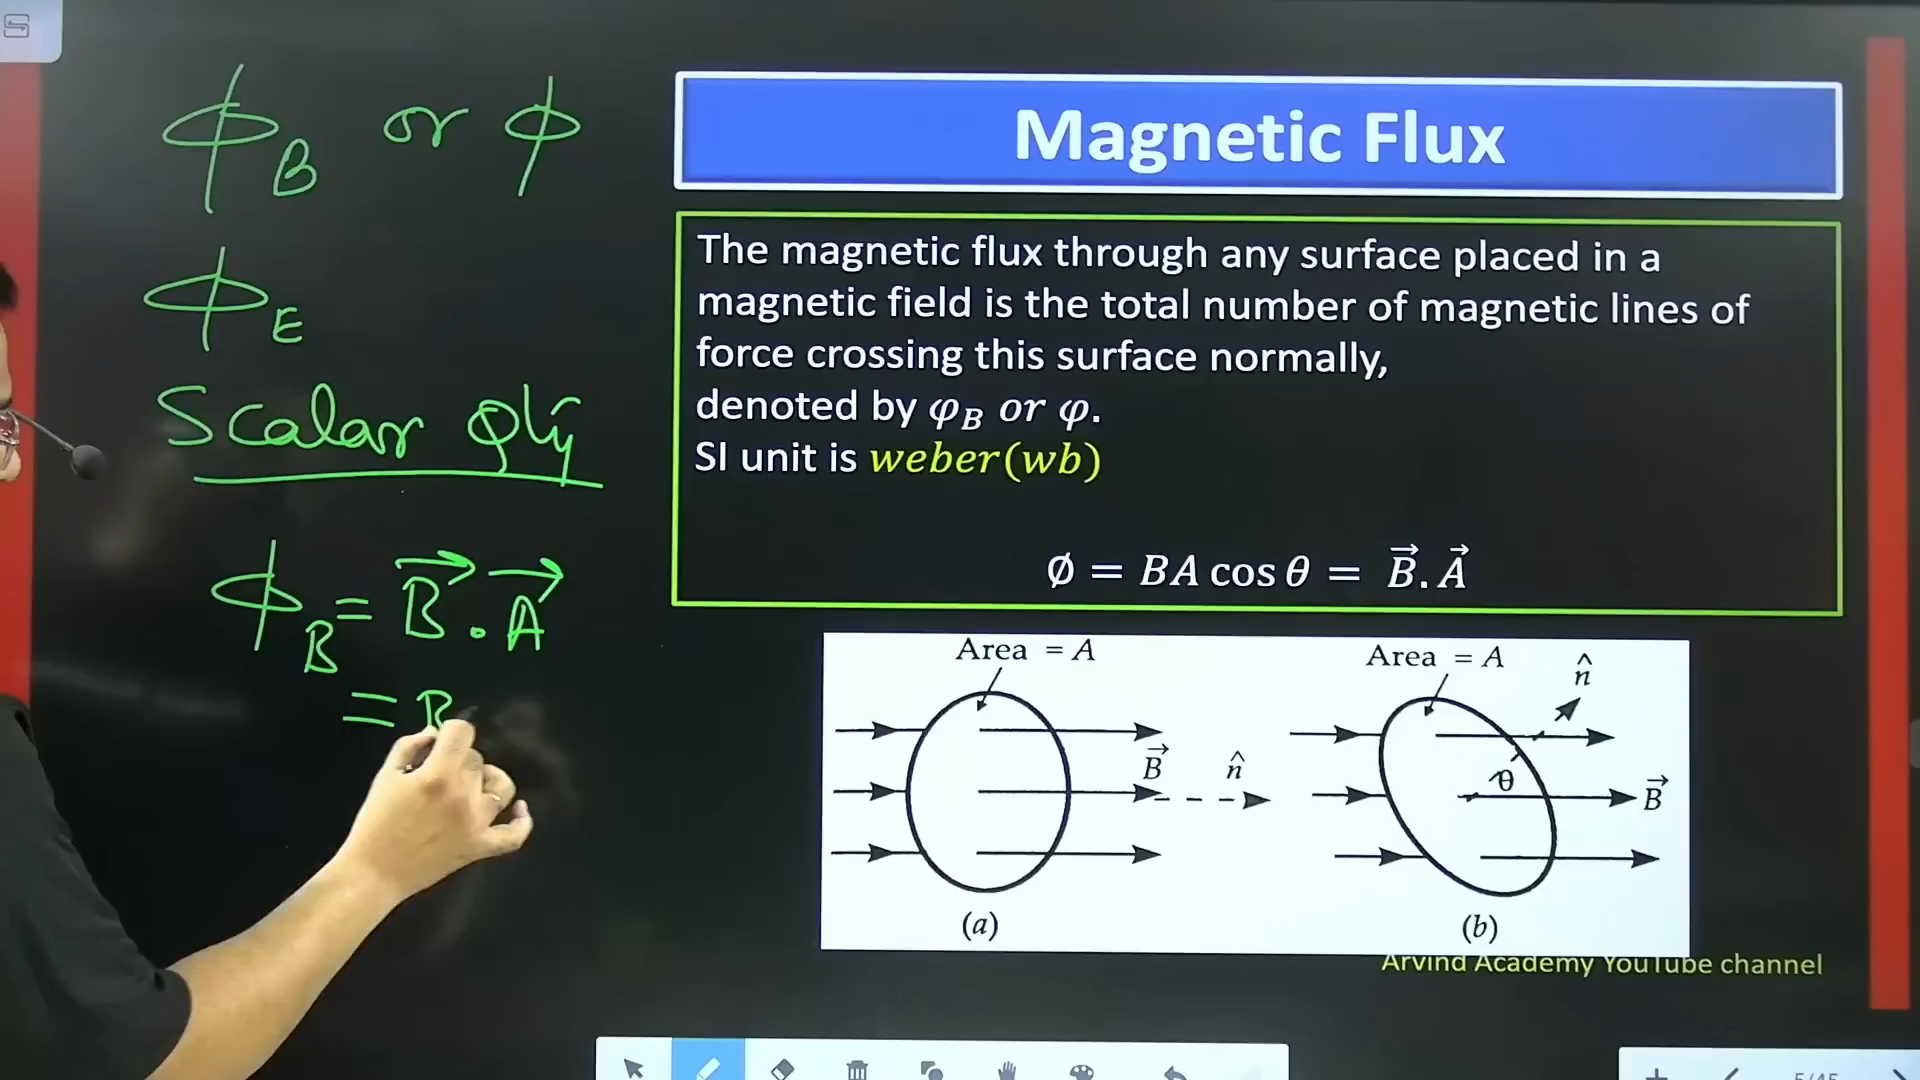 ϕB or ϕ
ϕE
Scalar Qty
ϕB = B⃗ . A⃗
= B
Magnetic Flux
The magnetic flux through any surface placed in a
magnetic field is the total number of magnetic lines of
force crossing this surface normally,
denoted by φB or φ.
SI unit is weber(wb)
Ø = BA cos θ = B⃗. A⃗
Area = A
B⃗
n̂
(a)
Area = A
n̂
θ
B⃗
(b)
Arvind Academy YouTube channel
5/45